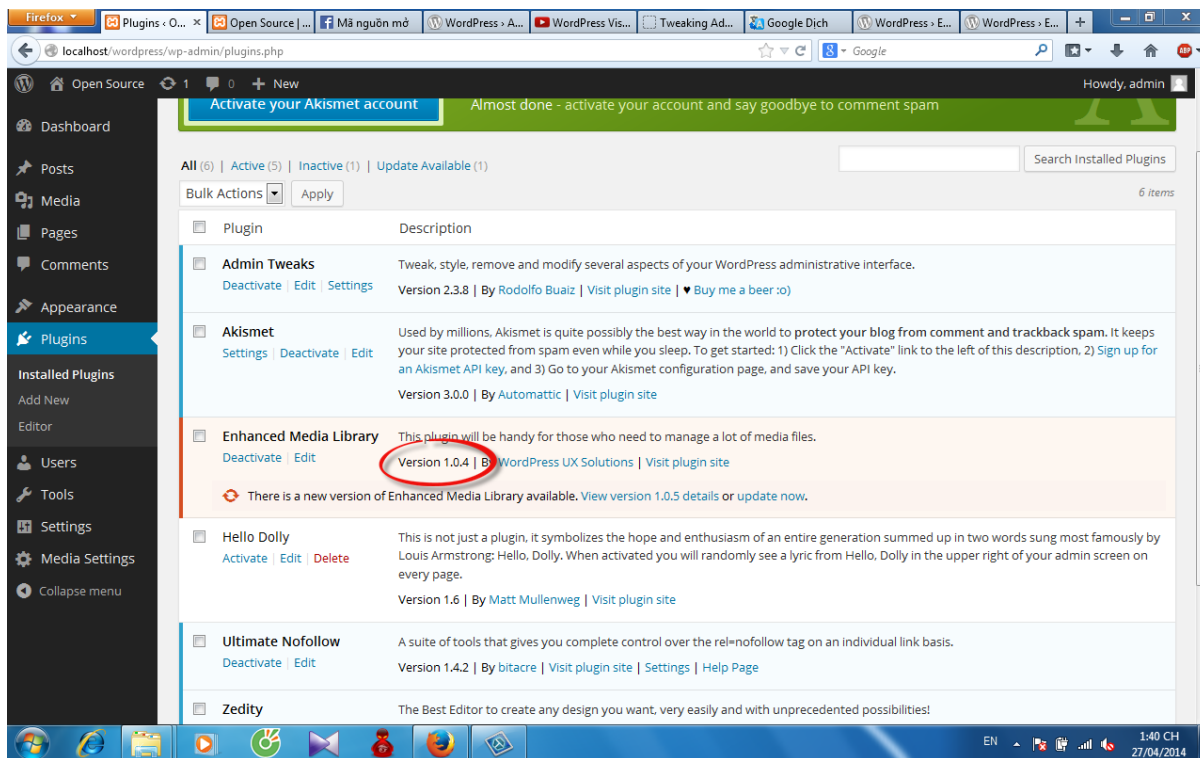 Firefox
Plugins ‹ O... ×
Open Source | ...
Mã nguồn mở
WordPress › A...
WordPress Vis...
Tweaking Ad...
Google Dịch
WordPress › E...
WordPress › E...
localhost/wordpress/wp-admin/plugins.php
Google
ABP
Open Source 1 0 + New
Howdy, admin
Activate your Akismet account
Almost done - activate your account and say goodbye to comment spam
Dashboard
Posts
Media
Pages
Comments
Appearance
Plugins
Installed Plugins
Add New
Editor
Users
Tools
Settings
Media Settings
Collapse menu
All (6) | Active (5) | Inactive (1) | Update Available (1)
Search Installed Plugins
Bulk Actions
Apply
6 items
Plugin
Description
Admin Tweaks
Deactivate | Edit | Settings
Tweak, style, remove and modify several aspects of your WordPress administrative interface.
Version 2.3.8 | By Rodolfo Buaiz | Visit plugin site | ♥ Buy me a beer :o)
Akismet
Settings | Deactivate | Edit
Used by millions, Akismet is quite possibly the best way in the world to protect your blog from comment and trackback spam. It keeps
your site protected from spam even while you sleep. To get started: 1) Click the "Activate" link to the left of this description, 2) Sign up for
an Akismet API key, and 3) Go to your Akismet configuration page, and save your API key.
Version 3.0.0 | By Automattic | Visit plugin site
Enhanced Media Library
Deactivate | Edit
This plugin will be handy for those who need to manage a lot of media files.
Version 1.0.4 | By WordPress UX Solutions | Visit plugin site
There is a new version of Enhanced Media Library available. View version 1.0.5 details or update now.
Hello Dolly
Activate | Edit | Delete
This is not just a plugin, it symbolizes the hope and enthusiasm of an entire generation summed up in two words sung most famously by
Louis Armstrong: Hello, Dolly. When activated you will randomly see a lyric from Hello, Dolly in the upper right of your admin screen on
every page.
Version 1.6 | By Matt Mullenweg | Visit plugin site
Ultimate Nofollow
Deactivate | Edit
A suite of tools that gives you complete control over the rel=nofollow tag on an individual link basis.
Version 1.4.2 | By bitacre | Visit plugin site | Settings | Help Page
Zedity
The Best Editor to create any design you want, very easily and with unprecedented possibilities!
EN
1:40 CH
27/04/2014